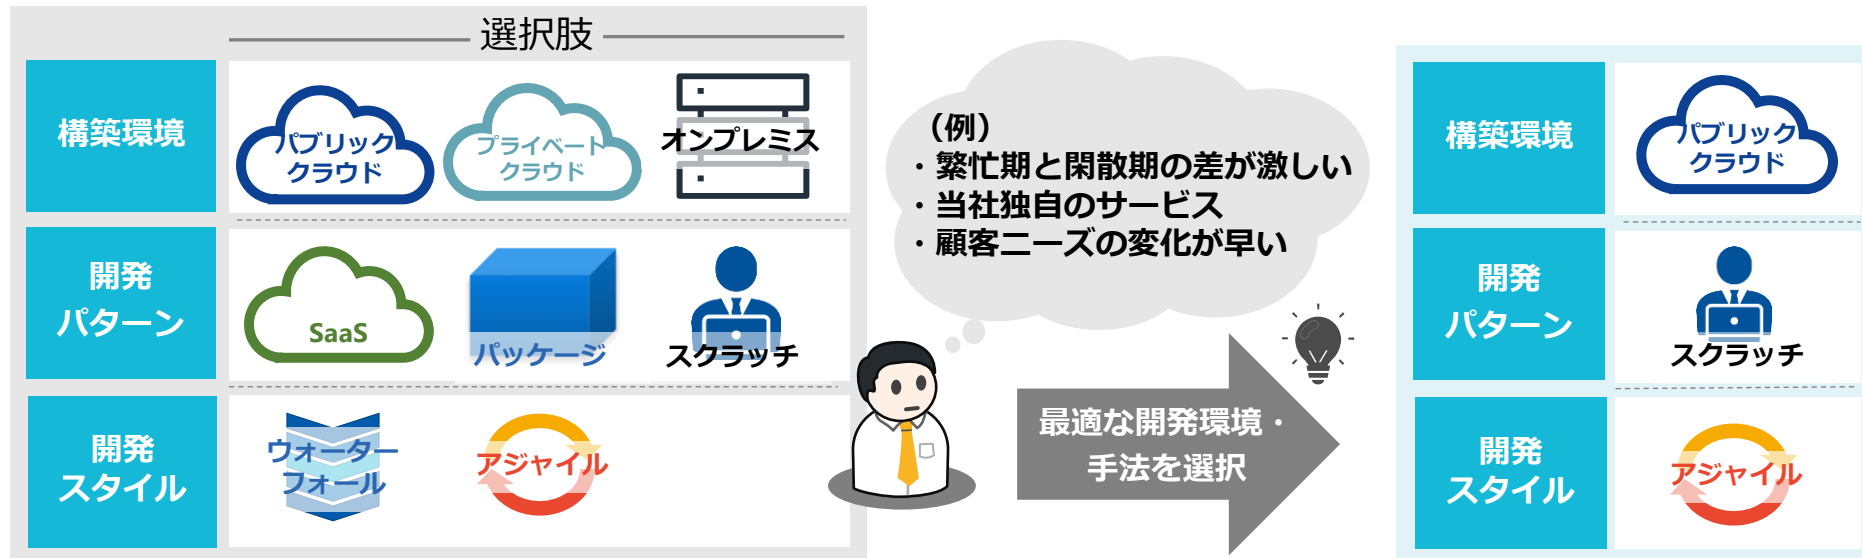 選択肢
構築環境
パブリック
クラウド
プライベート
クラウド
オンプレミス
開発
パターン
SaaS
パッケージ
スクラッチ
開発
スタイル
ウォーター
フォール
アジャイル
（例）
・繁忙期と閑散期の差が激しい
・当社独自のサービス
・顧客ニーズの変化が早い
最適な開発環境・
手法を選択
構築環境
パブリック
クラウド
開発
パターン
スクラッチ
開発
スタイル
アジャイル